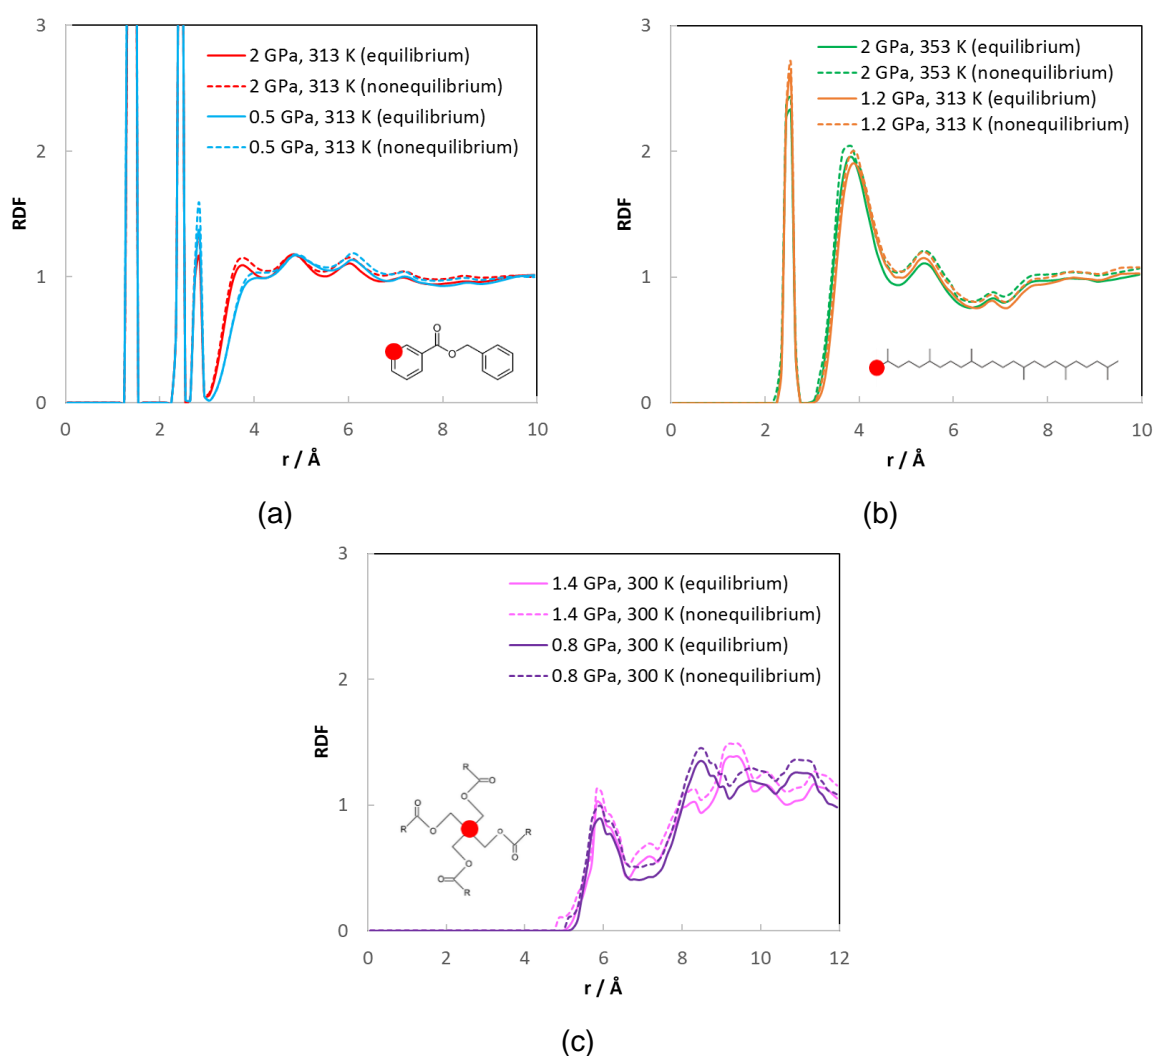 3
2
1
0
RDF
2 GPa, 313 K (equilibrium)
2 GPa, 313 K (nonequilibrium)
0.5 GPa, 313 K (equilibrium)
0.5 GPa, 313 K (nonequilibrium)
O
O
0 2 4 6 8 10
r / Å
(a)
3
2
1
0
RDF
2 GPa, 353 K (equilibrium)
2 GPa, 353 K (nonequilibrium)
1.2 GPa, 313 K (equilibrium)
1.2 GPa, 313 K (nonequilibrium)
0 2 4 6 8 10
r / Å
(b)
3
2
1
0
RDF
1.4 GPa, 300 K (equilibrium)
1.4 GPa, 300 K (nonequilibrium)
0.8 GPa, 300 K (equilibrium)
0.8 GPa, 300 K (nonequilibrium)
R
O
O
O
R
O
O
R
O
O
O
R
0 2 4 6 8 10 12
r / Å
(c)